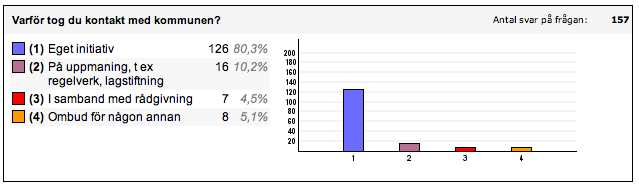 Varför tog du kontakt med kommunen? Antal svar på frågan: 157
(1) Eget initiativ 126 80,3%
(2) På uppmaning, t ex 16 10,2%
regelverk, lagstiftning
(3) I samband med rådgivning 7 4,5%
(4) Ombud för någon annan 8 5,1%
200
180
160
140
120
100
80
60
40
20
1 2 3 4